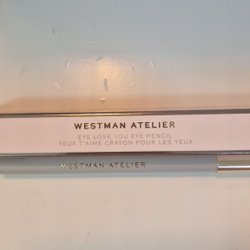 WESTMAN ATELIER
EYE LOVE YOU EYE PENCIL
YEUX T'AIME CRAYON POUR LES YEUX
WESTMAN ATELIER